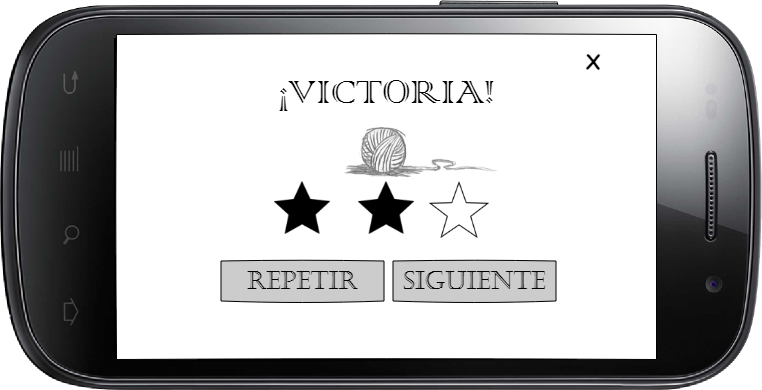 X
¡VICTORIA!
REPETIR
SIGUIENTE